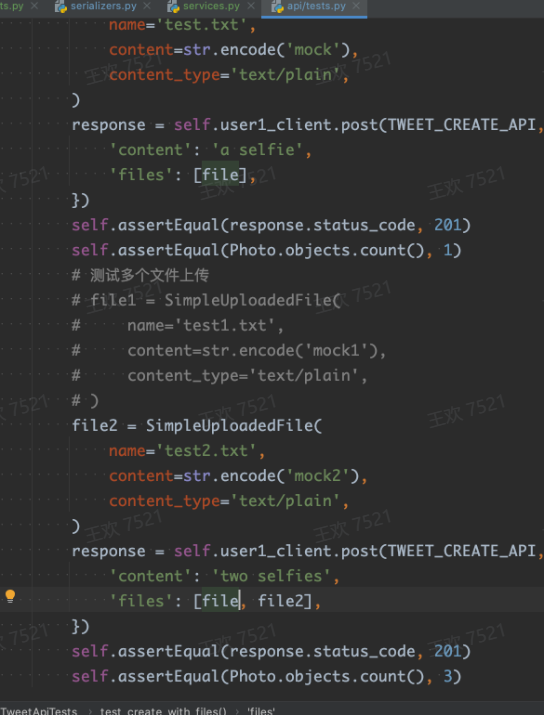 ts.py serializers.py services.py api/tests.py
name='test.txt',
content=str.encode('mock'),
content_type='text/plain',
)
response = self.user1_client.post(TWEET_CREATE_API,
'content': 'a selfie',
'files': [file],
})
self.assertEqual(response.status_code, 201)
self.assertEqual(Photo.objects.count(), 1)
# 测试多个文件上传
# file1 = SimpleUploadedFile(
# name='test1.txt',
# content=str.encode('mock1'),
# content_type='text/plain',
# )
file2 = SimpleUploadedFile(
name='test2.txt',
content=str.encode('mock2'),
content_type='text/plain',
)
response = self.user1_client.post(TWEET_CREATE_API,
'content': 'two selfies',
'files': [file, file2],
})
self.assertEqual(response.status_code, 201)
self.assertEqual(Photo.objects.count(), 3)
TweetApiTests › test_create_with_files() › 'files'
王欢 7521